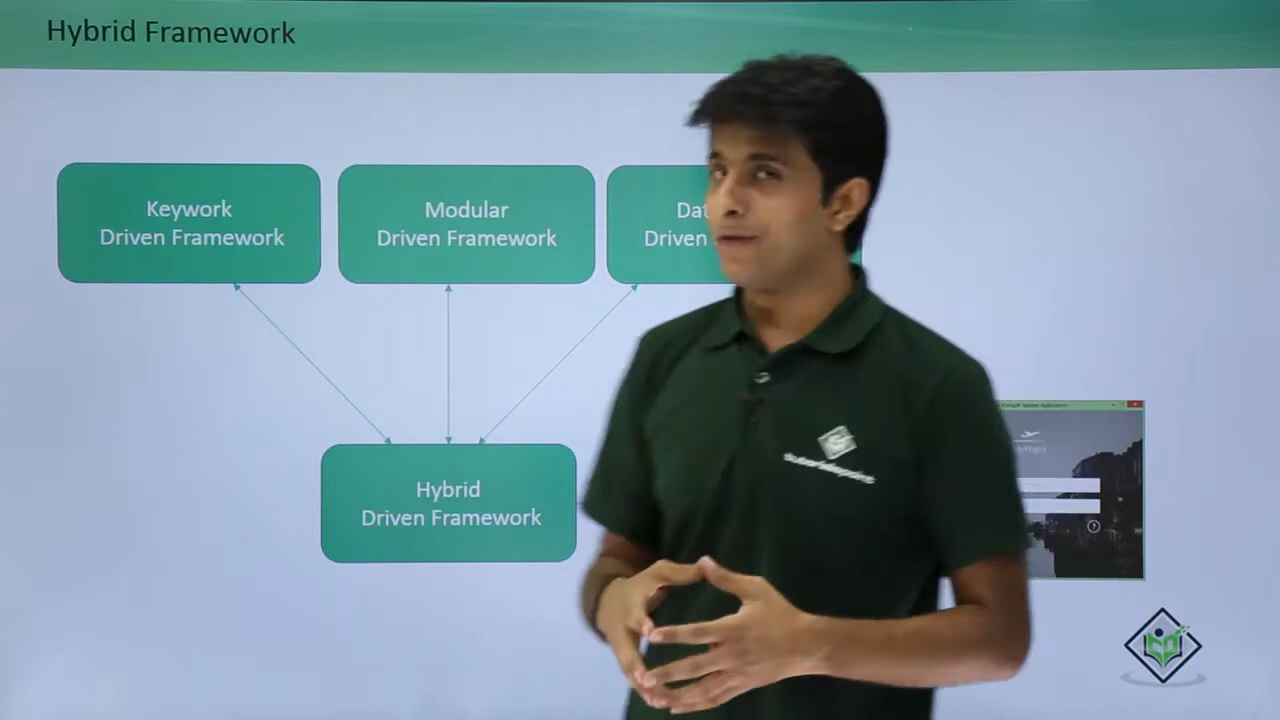 Hybrid Framework
Keywork
Driven Framework
Modular
Driven Framework
Dat
Driven
Hybrid
Driven Framework
?